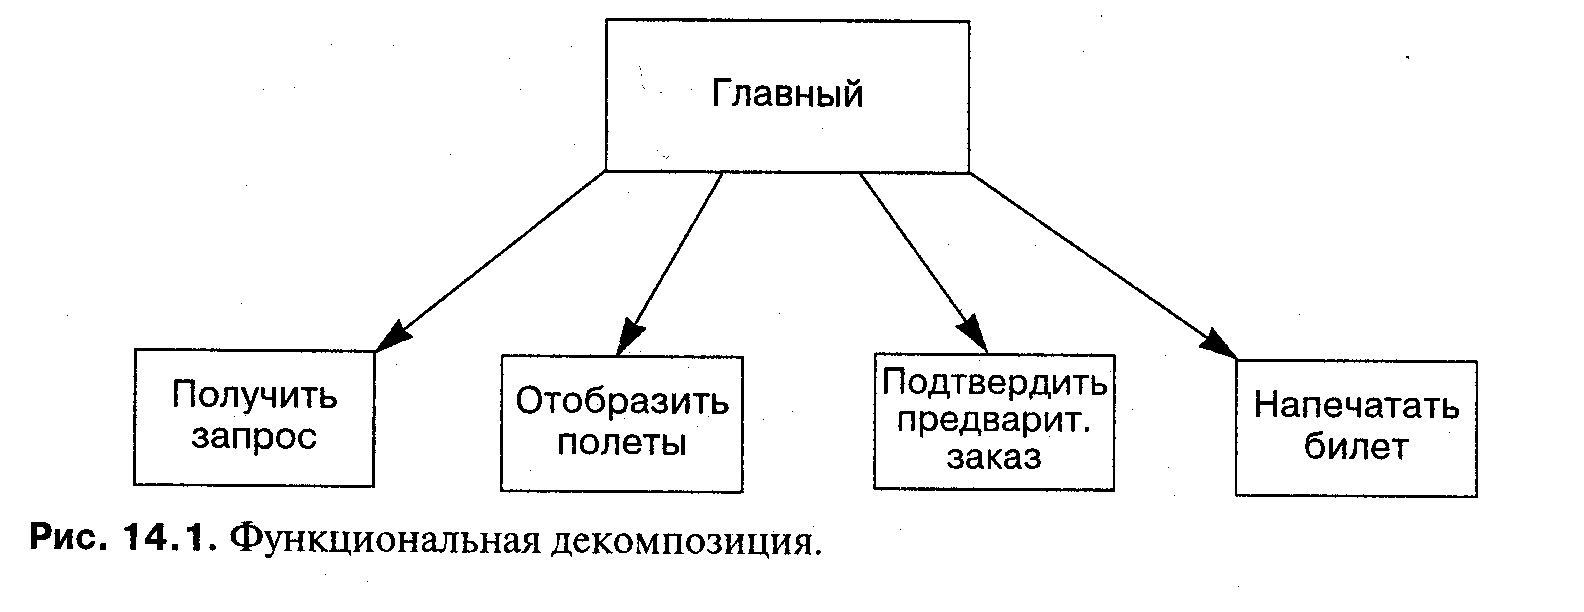 Главный
Получить
запрос
Отобразить
полеты
Подтвердить
предварит.
заказ
Напечатать
билет
Рис. 14.1. Функциональная декомпозиция.